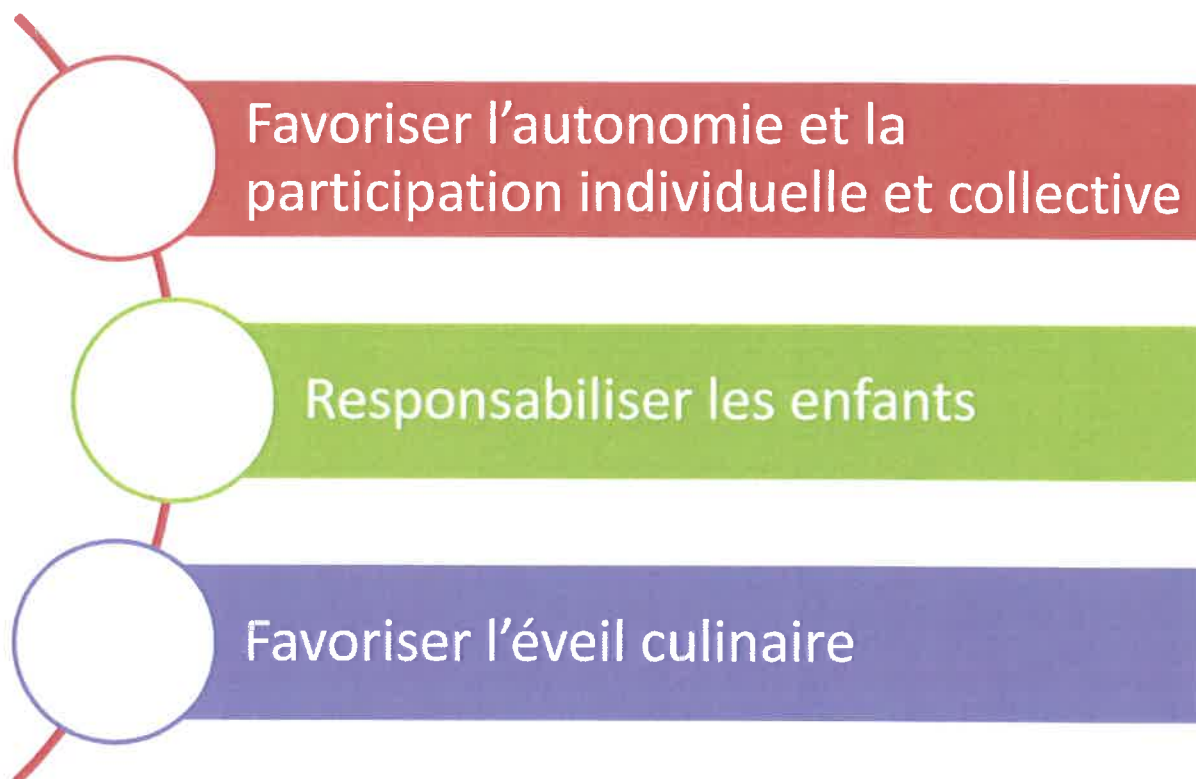 Favoriser l'autonomie et la
participation individuelle et collective
Responsabiliser les enfants
Favoriser l'éveil culinaire